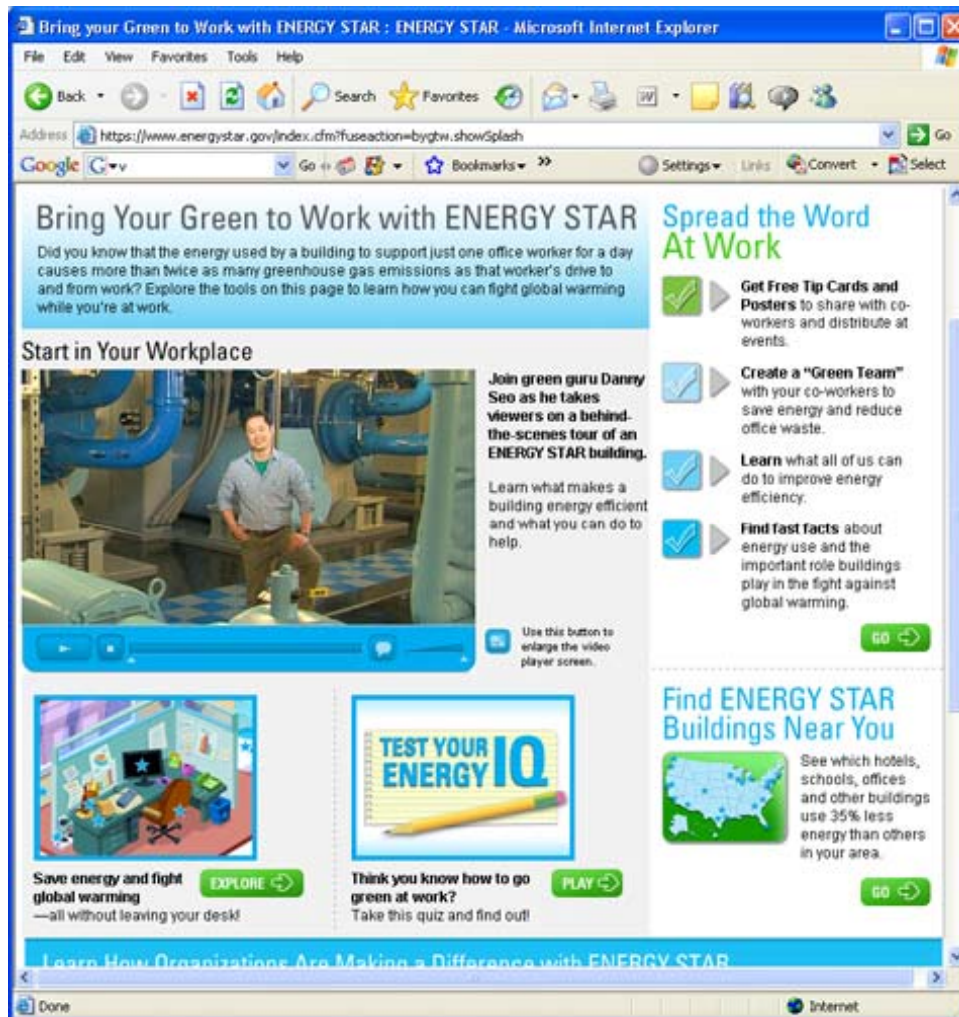 Bring your Green to Work with ENERGY STAR : ENERGY STAR - Microsoft Internet Explorer
File Edit View Favorites Tools Help
Back Search Favorites
Address https://www.energystar.gov/index.cfm?fuseaction=bygtw.showSplash Go
Google G v Go Bookmarks Settings Links Convert Select
Bring Your Green to Work with ENERGY STAR
Did you know that the energy used by a building to support just one office worker for a day
causes more than twice as many greenhouse gas emissions as that worker's drive to
and from work? Explore the tools on this page to learn how you can fight global warming
while you're at work.
Start in Your Workplace
Join green guru Danny
Seo as he takes
viewers on a behind-
the-scenes tour of an
ENERGY STAR building.
Learn what makes a
building energy efficient
and what you can do to
help.
Use this button to
enlarge the video
player screen.
Save energy and fight
global warming
—all without leaving your desk!
EXPLORE
TEST YOUR
ENERGY IQ
Think you know how to go
green at work?
Take this quiz and find out!
PLAY
Spread the Word
At Work
Get Free Tip Cards and
Posters to share with co-
workers and distribute at
events.
Create a “Green Team”
with your co-workers to
save energy and reduce
office waste.
Learn what all of us can
do to improve energy
efficiency.
Find fast facts about
energy use and the
important role buildings
play in the fight against
global warming.
GO
Find ENERGY STAR
Buildings Near You
See which hotels,
schools, offices
and other buildings
use 35% less
energy than others
in your area.
GO
Learn How Organizations Are Making a Difference with ENERGY STAR
Done Internet